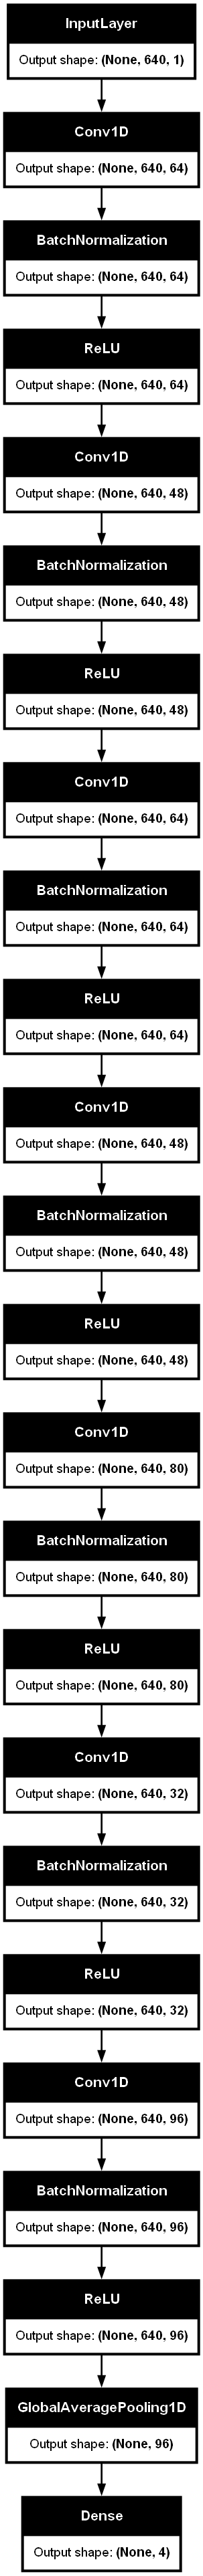 InputLayer
Output shape: (None, 640, 1)
Conv1D
Output shape: (None, 640, 64)
BatchNormalization
Output shape: (None, 640, 64)
ReLU
Output shape: (None, 640, 64)
Conv1D
Output shape: (None, 640, 48)
BatchNormalization
Output shape: (None, 640, 48)
ReLU
Output shape: (None, 640, 48)
Conv1D
Output shape: (None, 640, 64)
BatchNormalization
Output shape: (None, 640, 64)
ReLU
Output shape: (None, 640, 64)
Conv1D
Output shape: (None, 640, 48)
BatchNormalization
Output shape: (None, 640, 48)
ReLU
Output shape: (None, 640, 48)
Conv1D
Output shape: (None, 640, 80)
BatchNormalization
Output shape: (None, 640, 80)
ReLU
Output shape: (None, 640, 80)
Conv1D
Output shape: (None, 640, 32)
BatchNormalization
Output shape: (None, 640, 32)
ReLU
Output shape: (None, 640, 32)
Conv1D
Output shape: (None, 640, 96)
BatchNormalization
Output shape: (None, 640, 96)
ReLU
Output shape: (None, 640, 96)
GlobalAveragePooling1D
Output shape: (None, 96)
Dense
Output shape: (None, 4)